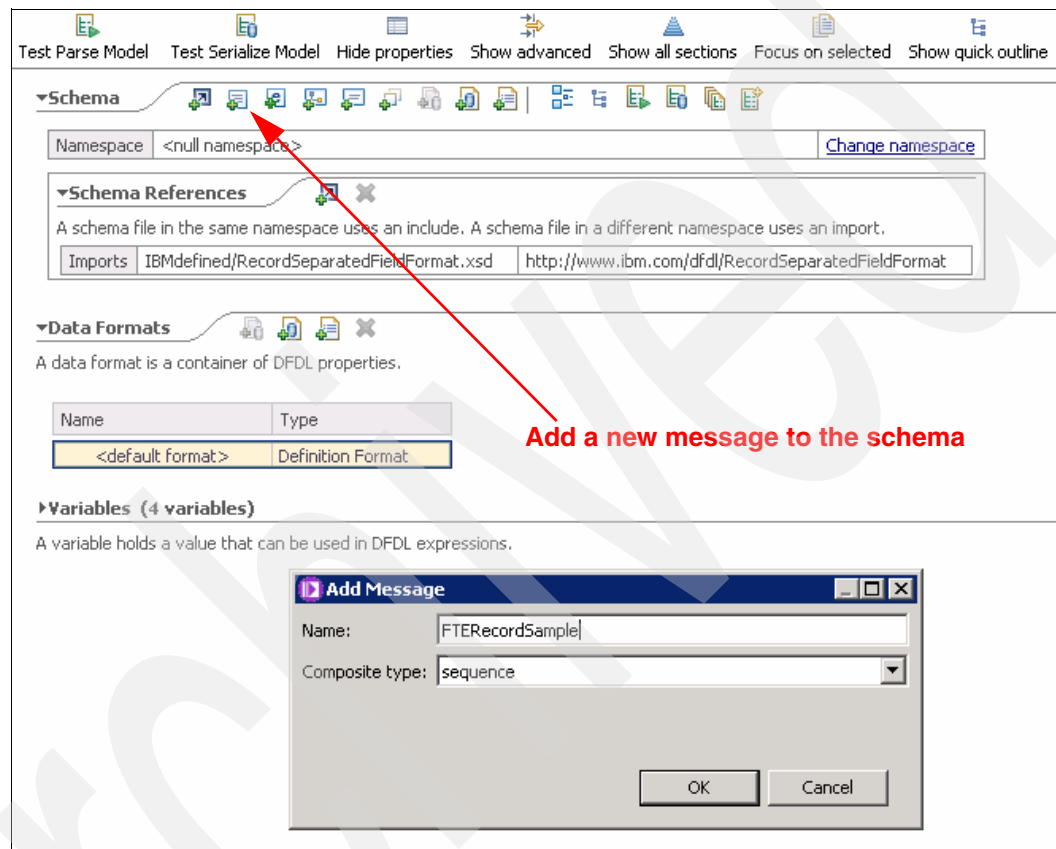 Test Parse Model Test Serialize Model Hide properties Show advanced Show all sections Focus on selected Show quick outline
Schema
Namespace <null namespace> Change namespace
Schema References
A schema file in the same namespace uses an include. A schema file in a different namespace uses an import.
Imports IBMdefined/RecordSeparatedFieldFormat.xsd http://www.ibm.com/dfdl/RecordSeparatedFieldFormat
Data Formats
A data format is a container of DFDL properties.
Name Type
Add a new message to the schema
<default format> Definition Format
Variables (4 variables)
A variable holds a value that can be used in DFDL expressions.
Add Message
Name: FTERecordSample
Composite type: sequence
OK Cancel